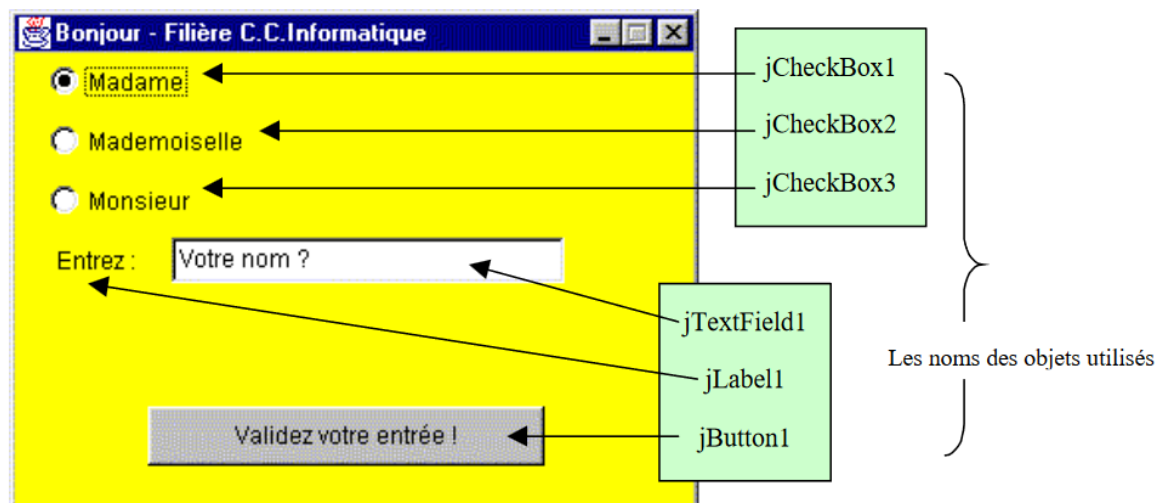 Bonjour - Filière C.C.Informatique
Madame
jCheckBox1
Mademoiselle
jCheckBox2
Monsieur
jCheckBox3
Entrez :
Votre nom ?
jTextField1
Les noms des objets utilisés
jLabel1
Validez votre entrée !
jButton1